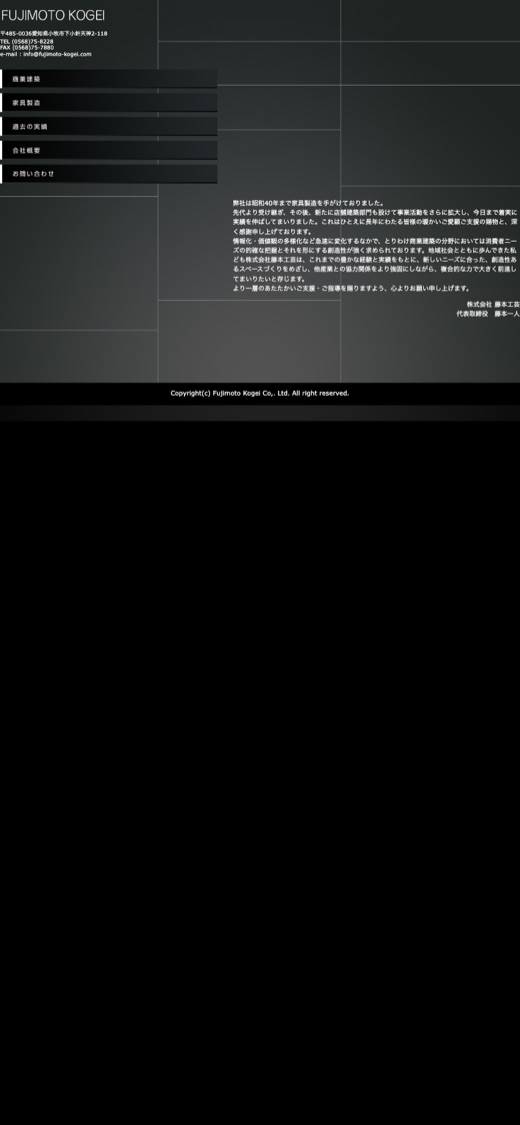 FUJIMOTO KOGEI
〒485-0036愛知県小牧市下小針天神2-118
TEL (0568)75-8228
FAX (0568)75-7880
e-mail : info@fujimoto-kogei.com
商業建築
家具製造
過去の実績
会社概要
お問い合わせ
弊社は昭和40年まで家具製造を手がけておりました。
先代より受け継ぎ、その後、新たに店舗建築部門も設けて事業活動をさらに拡大し、今日まで着実に
実績を伸ばしてまいりました。これはひとえに長年にわたる皆様の暖かいご愛顧ご支援の賜物と、深
く感謝申し上げております。
情報化・価値観の多様化など急速に変化するなかで、とりわけ商業建築の分野においては消費者ニー
ズの的確な把握とそれを形にする創造性が強く求められております。地域社会とともに歩んできた私
ども株式会社藤本工芸は、これまでの豊かな経験と実績をもとに、新しいニーズに合った、創造性あ
るスペースづくりをめざし、他産業との協力関係をより強固にしながら、複合的な力で大きく前進し
てまいりたいと存じます。
より一層のあたたかいご支援・ご指導を賜りますよう、心よりお願い申し上げます。
株式会社 藤本工芸
代表取締役　藤本一人
Copyright(c) Fujimoto Kogei Co,. Ltd. All right reserved.